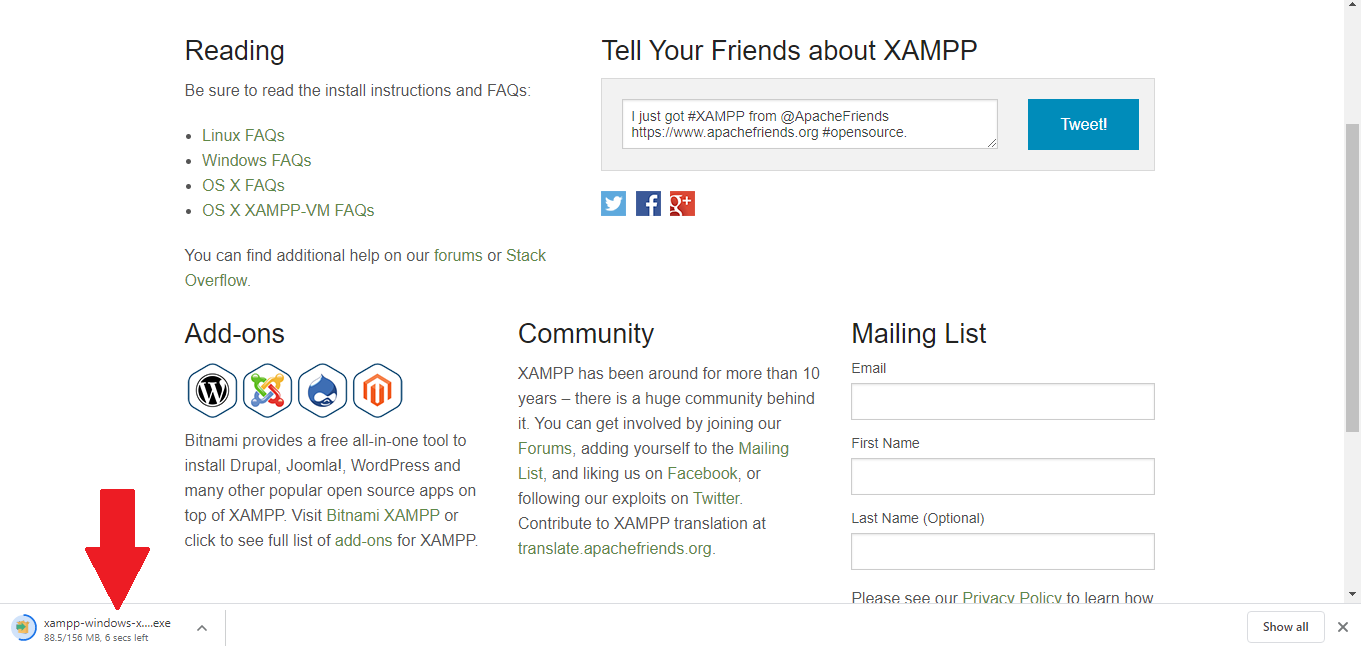 Reading
Be sure to read the install instructions and FAQs:
Linux FAQs
Windows FAQs
OS X FAQs
OS X XAMPP-VM FAQs
You can find additional help on our forums or Stack
Overflow.
Tell Your Friends about XAMPP
I just got #XAMPP from @ApacheFriends
https://www.apachefriends.org #opensource.
Tweet!
g+
Add-ons
Bitnami provides a free all-in-one tool to
install Drupal, Joomla!, WordPress and
many other popular open source apps on
top of XAMPP. Visit Bitnami XAMPP or
click to see full list of add-ons for XAMPP.
Community
XAMPP has been around for more than 10
years – there is a huge community behind
it. You can get involved by joining our
Forums, adding yourself to the Mailing
List, and liking us on Facebook, or
following our exploits on Twitter.
Contribute to XAMPP translation at
translate.apachefriends.org.
Mailing List
Email
First Name
Last Name (Optional)
Please see our Privacy Policy to learn how
xampp-windows-x....exe
88.5/156 MB, 6 secs left
Show all